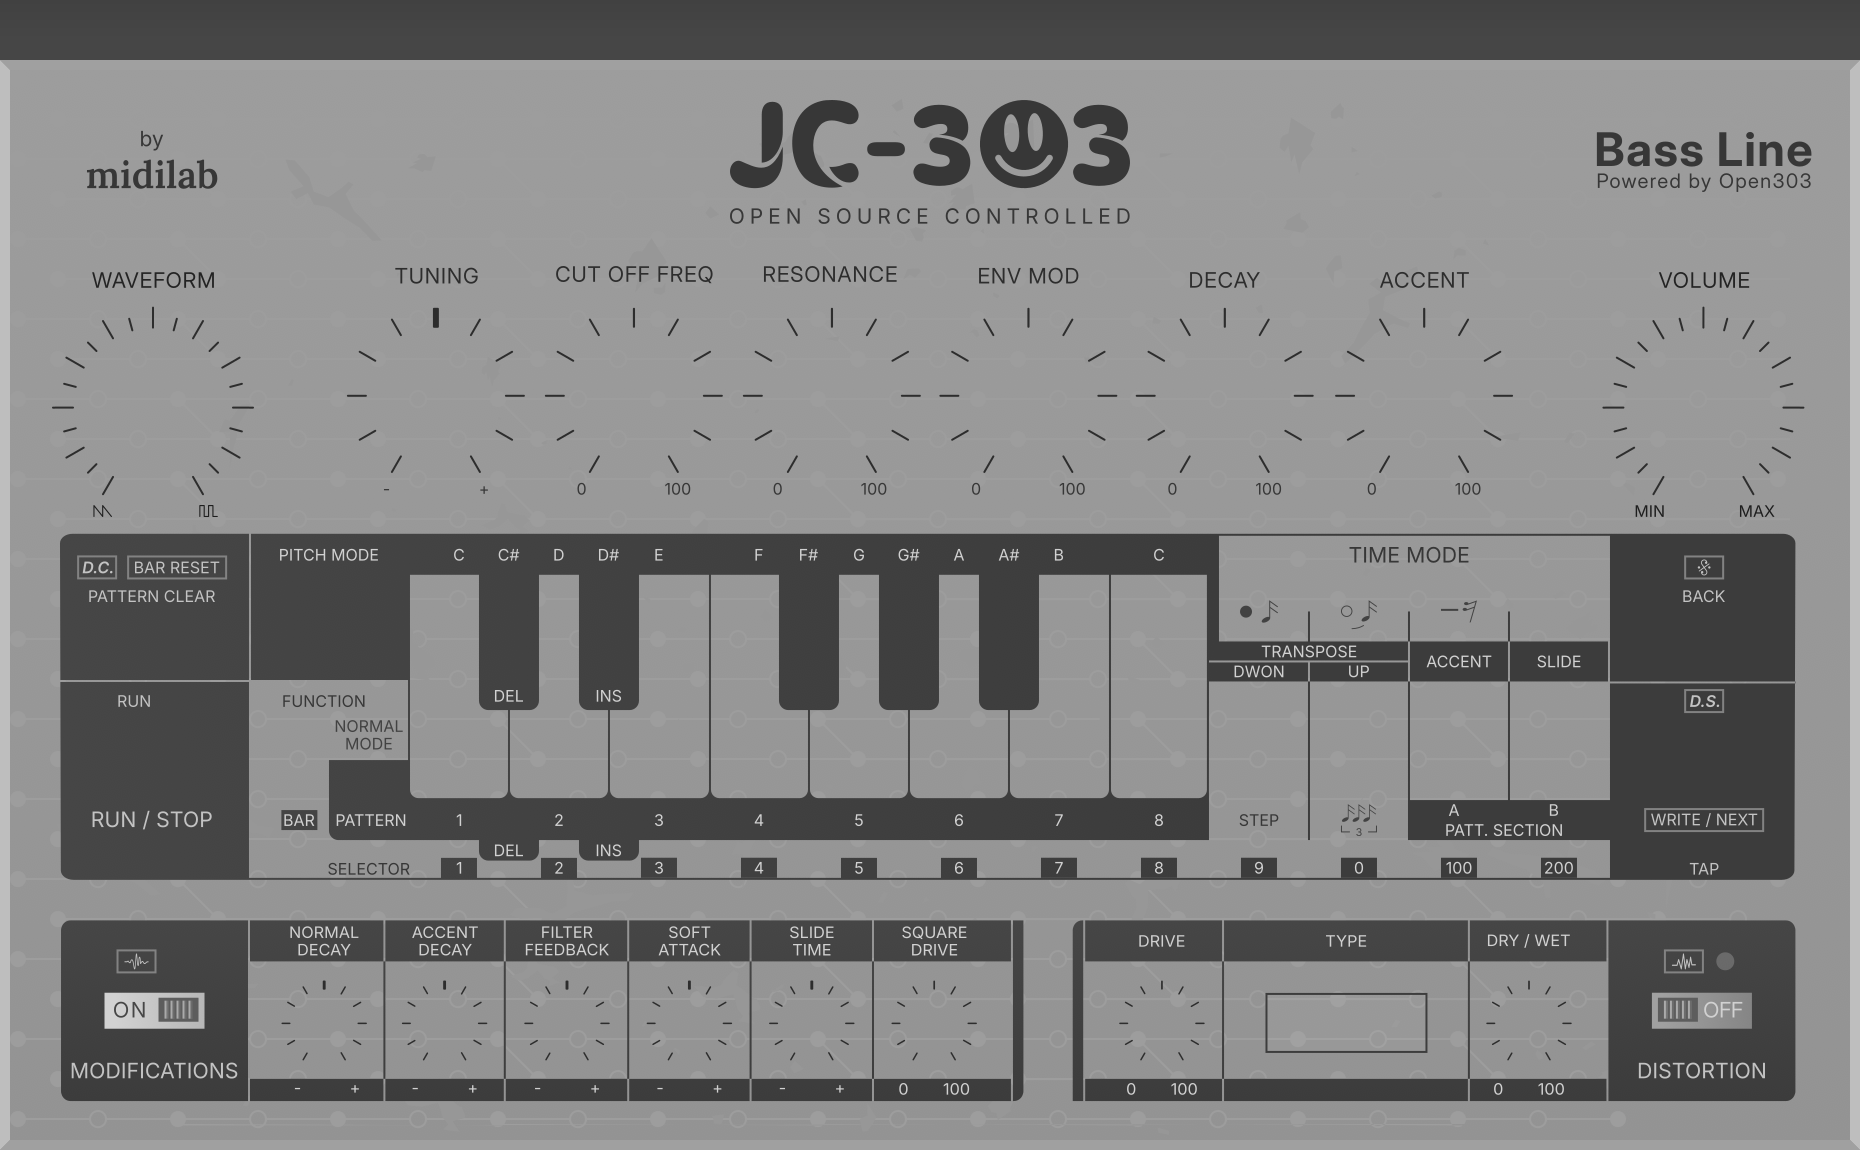 by
midilab
JC-303
OPEN SOURCE CONTROLLED
Bass Line
Powered by Open303
WAVEFORM
TUNING
- +
CUT OFF FREQ
0 100
RESONANCE
0 100
ENV MOD
0 100
DECAY
0 100
ACCENT
0 100
VOLUME
MIN MAX
D.C. BAR RESET
PATTERN CLEAR
PITCH MODE
C C# D D# E F F# G G# A A# B C
TIME MODE
BACK
TRANSPOSE
DWON UP
ACCENT
SLIDE
RUN
FUNCTION
NORMAL
MODE
DEL INS
D.S.
RUN / STOP
BAR PATTERN 1 2 3 4 5 6 7 8
STEP
3
A B
PATT. SECTION
WRITE / NEXT
DEL INS
SELECTOR 1 2 3 4 5 6 7 8 9 0 100 200
TAP
ON
MODIFICATIONS
NORMAL
DECAY
- +
ACCENT
DECAY
- +
FILTER
FEEDBACK
- +
SOFT
ATTACK
- +
SLIDE
TIME
- +
SQUARE
DRIVE
0 100
DRIVE
0 100
TYPE
DRY / WET
0 100
OFF
DISTORTION